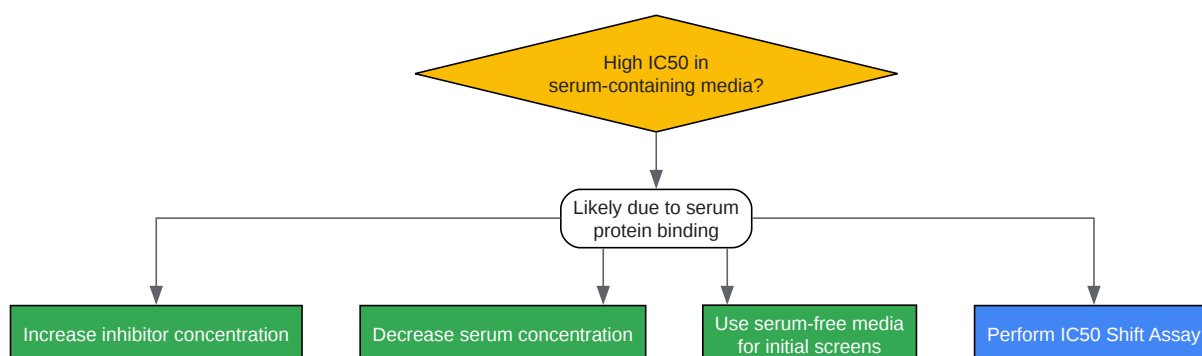 High IC50 in
serum-containing media?
Likely due to serum
protein binding
Increase inhibitor concentration
Decrease serum concentration
Use serum-free media
for initial screens
Perform IC50 Shift Assay